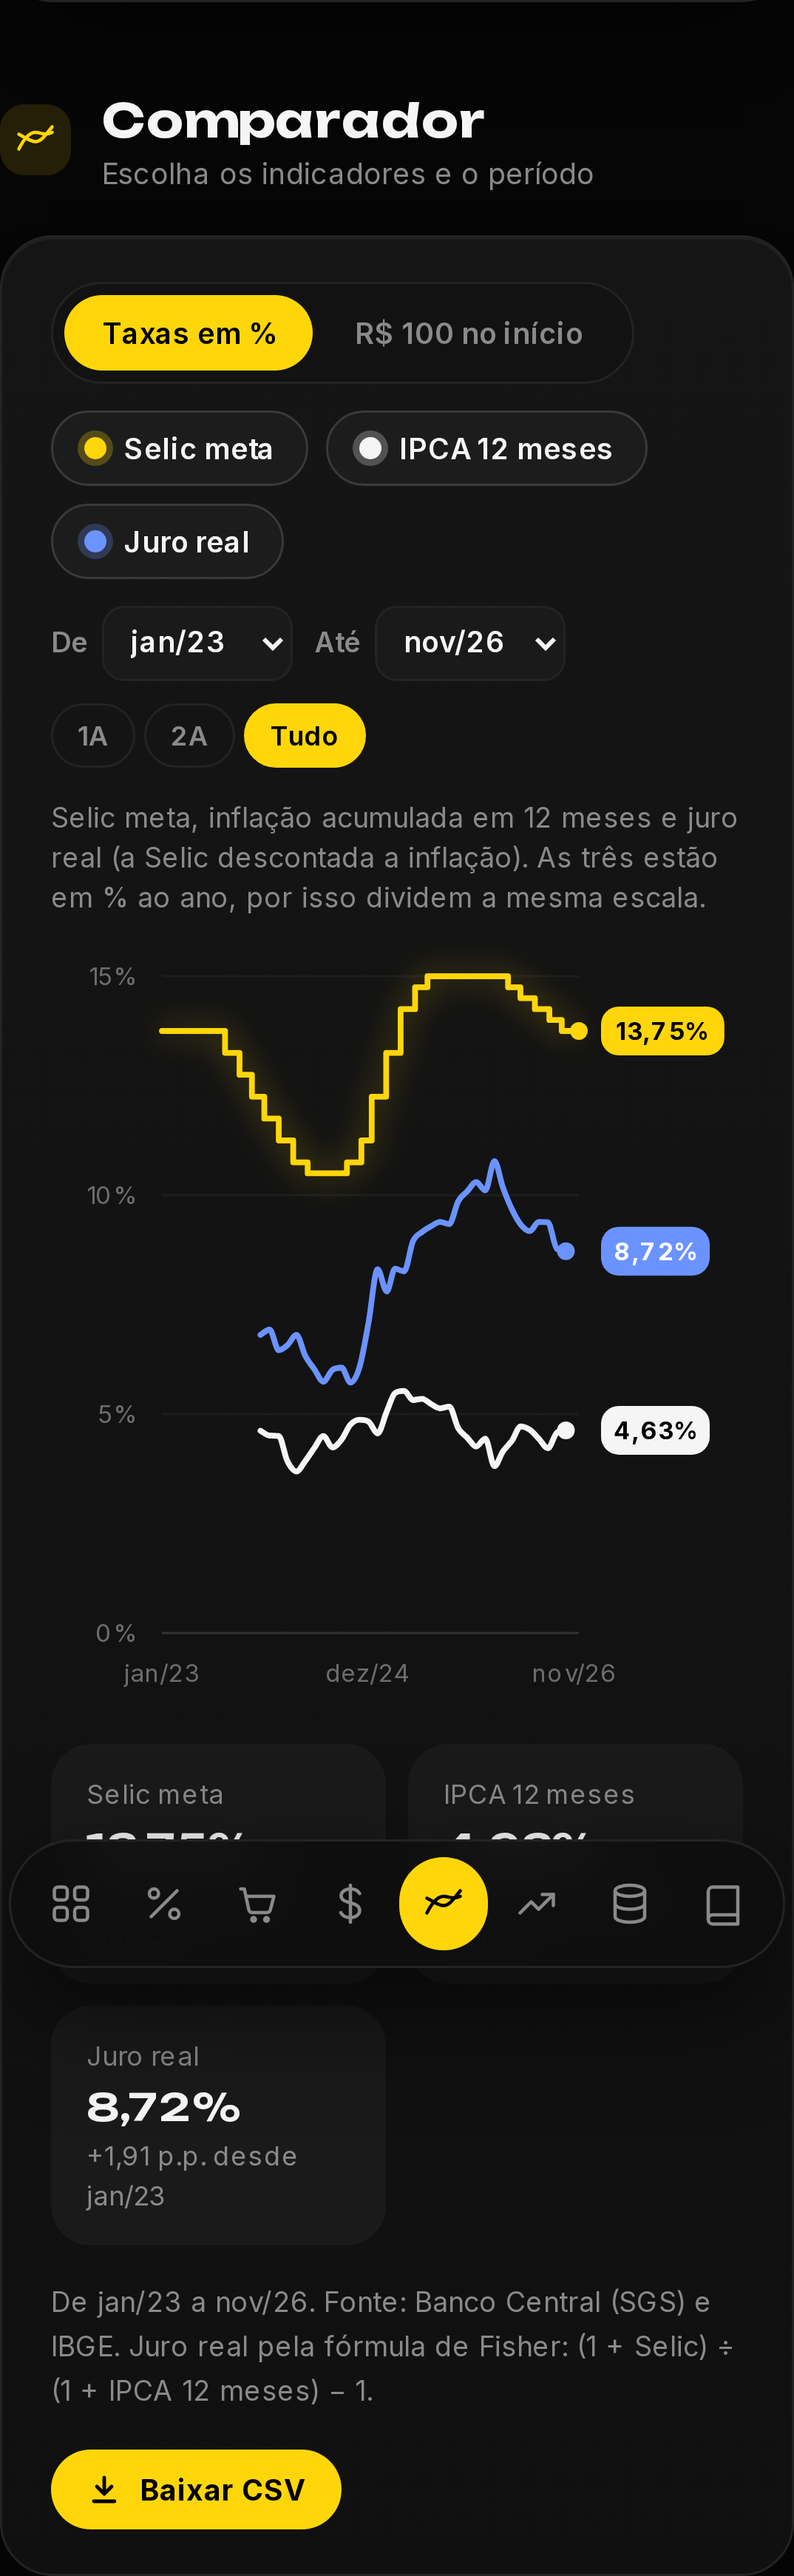 Comparador
Escolha os indicadores e o período
Taxas em %
R$ 100 no início
Selic meta
IPCA 12 meses
Juro real
De
jan/23
Até
nov/26
1A
2A
Tudo
Selic meta, inflação acumulada em 12 meses e juro
real (a Selic descontada a inflação). As três estão
em % ao ano, por isso dividem a mesma escala.
15%
13,75%
10%
8,72%
5%
4,63%
0%
jan/23
dez/24
nov/26
Selic meta
IPCA 12 meses
Juro real
8,72%
+1,91 p.p. desde
jan/23
De jan/23 a nov/26. Fonte: Banco Central (SGS) e
IBGE. Juro real pela fórmula de Fisher: (1 + Selic) ÷
(1 + IPCA 12 meses) − 1.
Baixar CSV